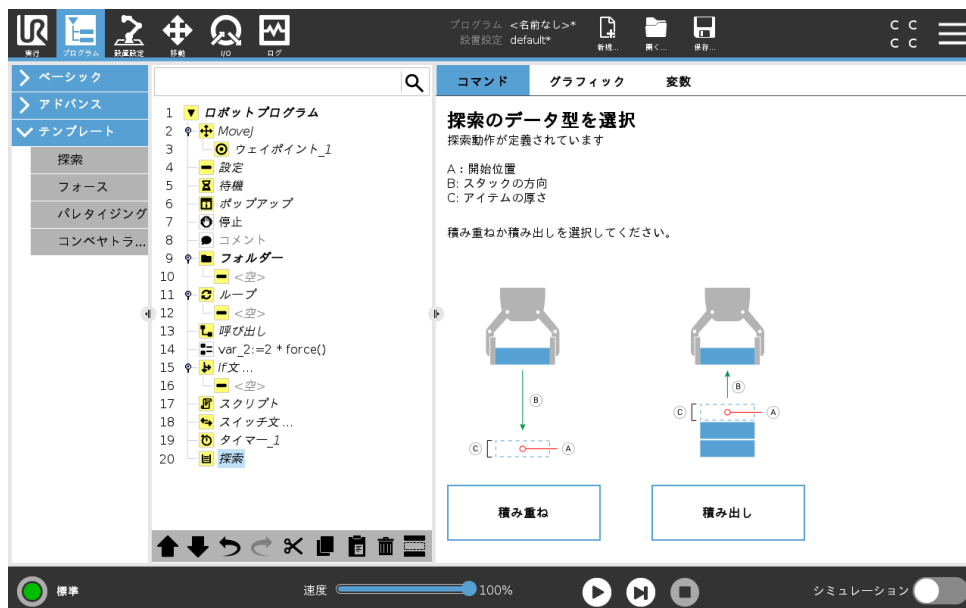 UR
プログラム <名前なし>*
設置設定 default*
実行
プログラム
設置設定
移動
I/O
ログ
新規...
開く...
保存...
C C
C C
ベーシック
アドバンス
テンプレート
探索
フォース
パレタイジング
コンベヤトラ...
1 ロボットプログラム
2 MoveJ
3 ウェイポイント_1
4 設定
5 待機
6 ポップアップ
7 停止
8 コメント
9 フォルダー
10 <空>
11 ループ
12 <空>
13 呼び出し
14 var_2:=2 * force()
15 If文 ...
16 <空>
17 スクリプト
18 スイッチ文 ...
19 タイマー_1
20 探索
コマンド
グラフィック
変数
探索のデータ型を選択
探索動作が定義されています
A：開始位置
B: スタックの方向
C: アイテムの厚さ
積み重ねか積み出しを選択してください。
B
C
A
B
C
A
積み重ね
積み出し
標準
速度
100%
シミュレーション